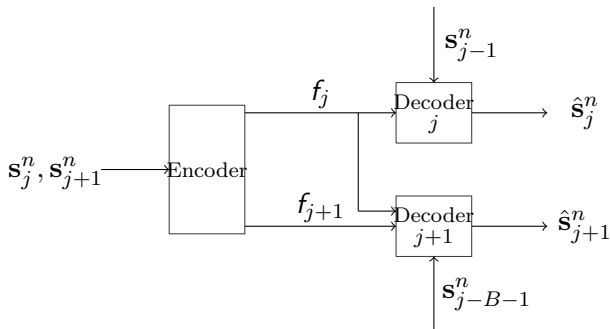 s_{j-1}^n
f_j
Decoder
j
ŝ_j^n
s_j^n, s_{j+1}^n
Encoder
f_{j+1}
Decoder
j+1
ŝ_{j+1}^n
s_{j-B-1}^n